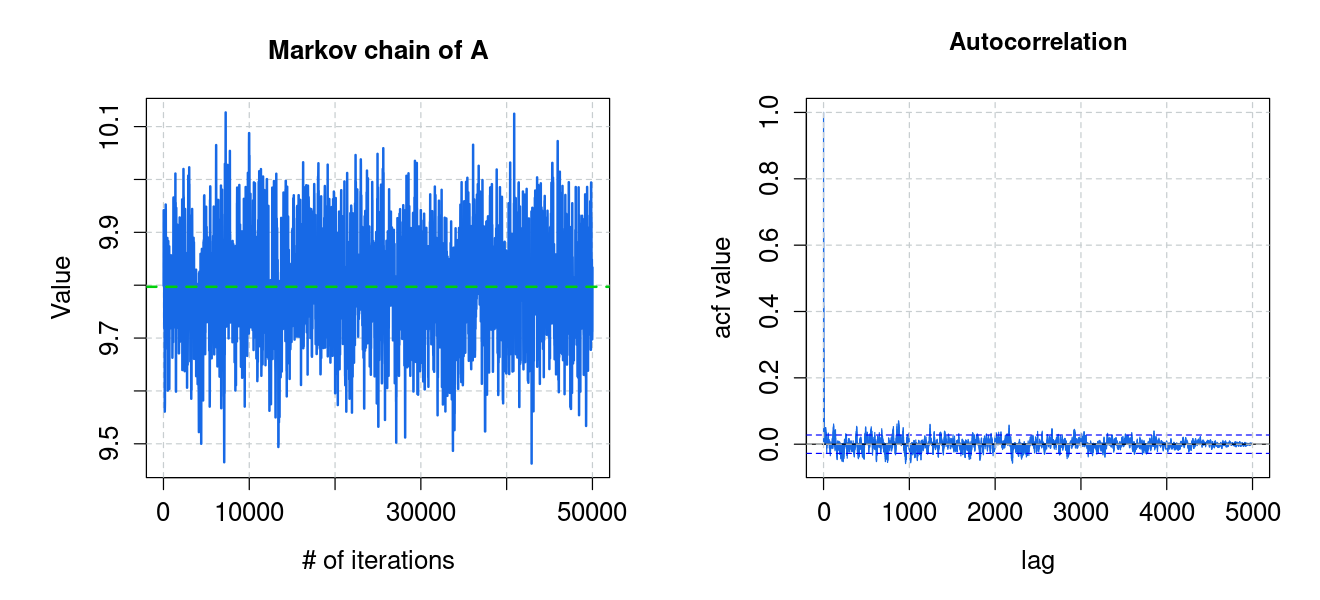 Markov chain of A
Value
10.1
9.9
9.7
9.5
0 10000 30000 50000
# of iterations
Autocorrelation
acf value
1.0
0.8
0.6
0.4
0.2
0.0
0 1000 2000 3000 4000 5000
lag